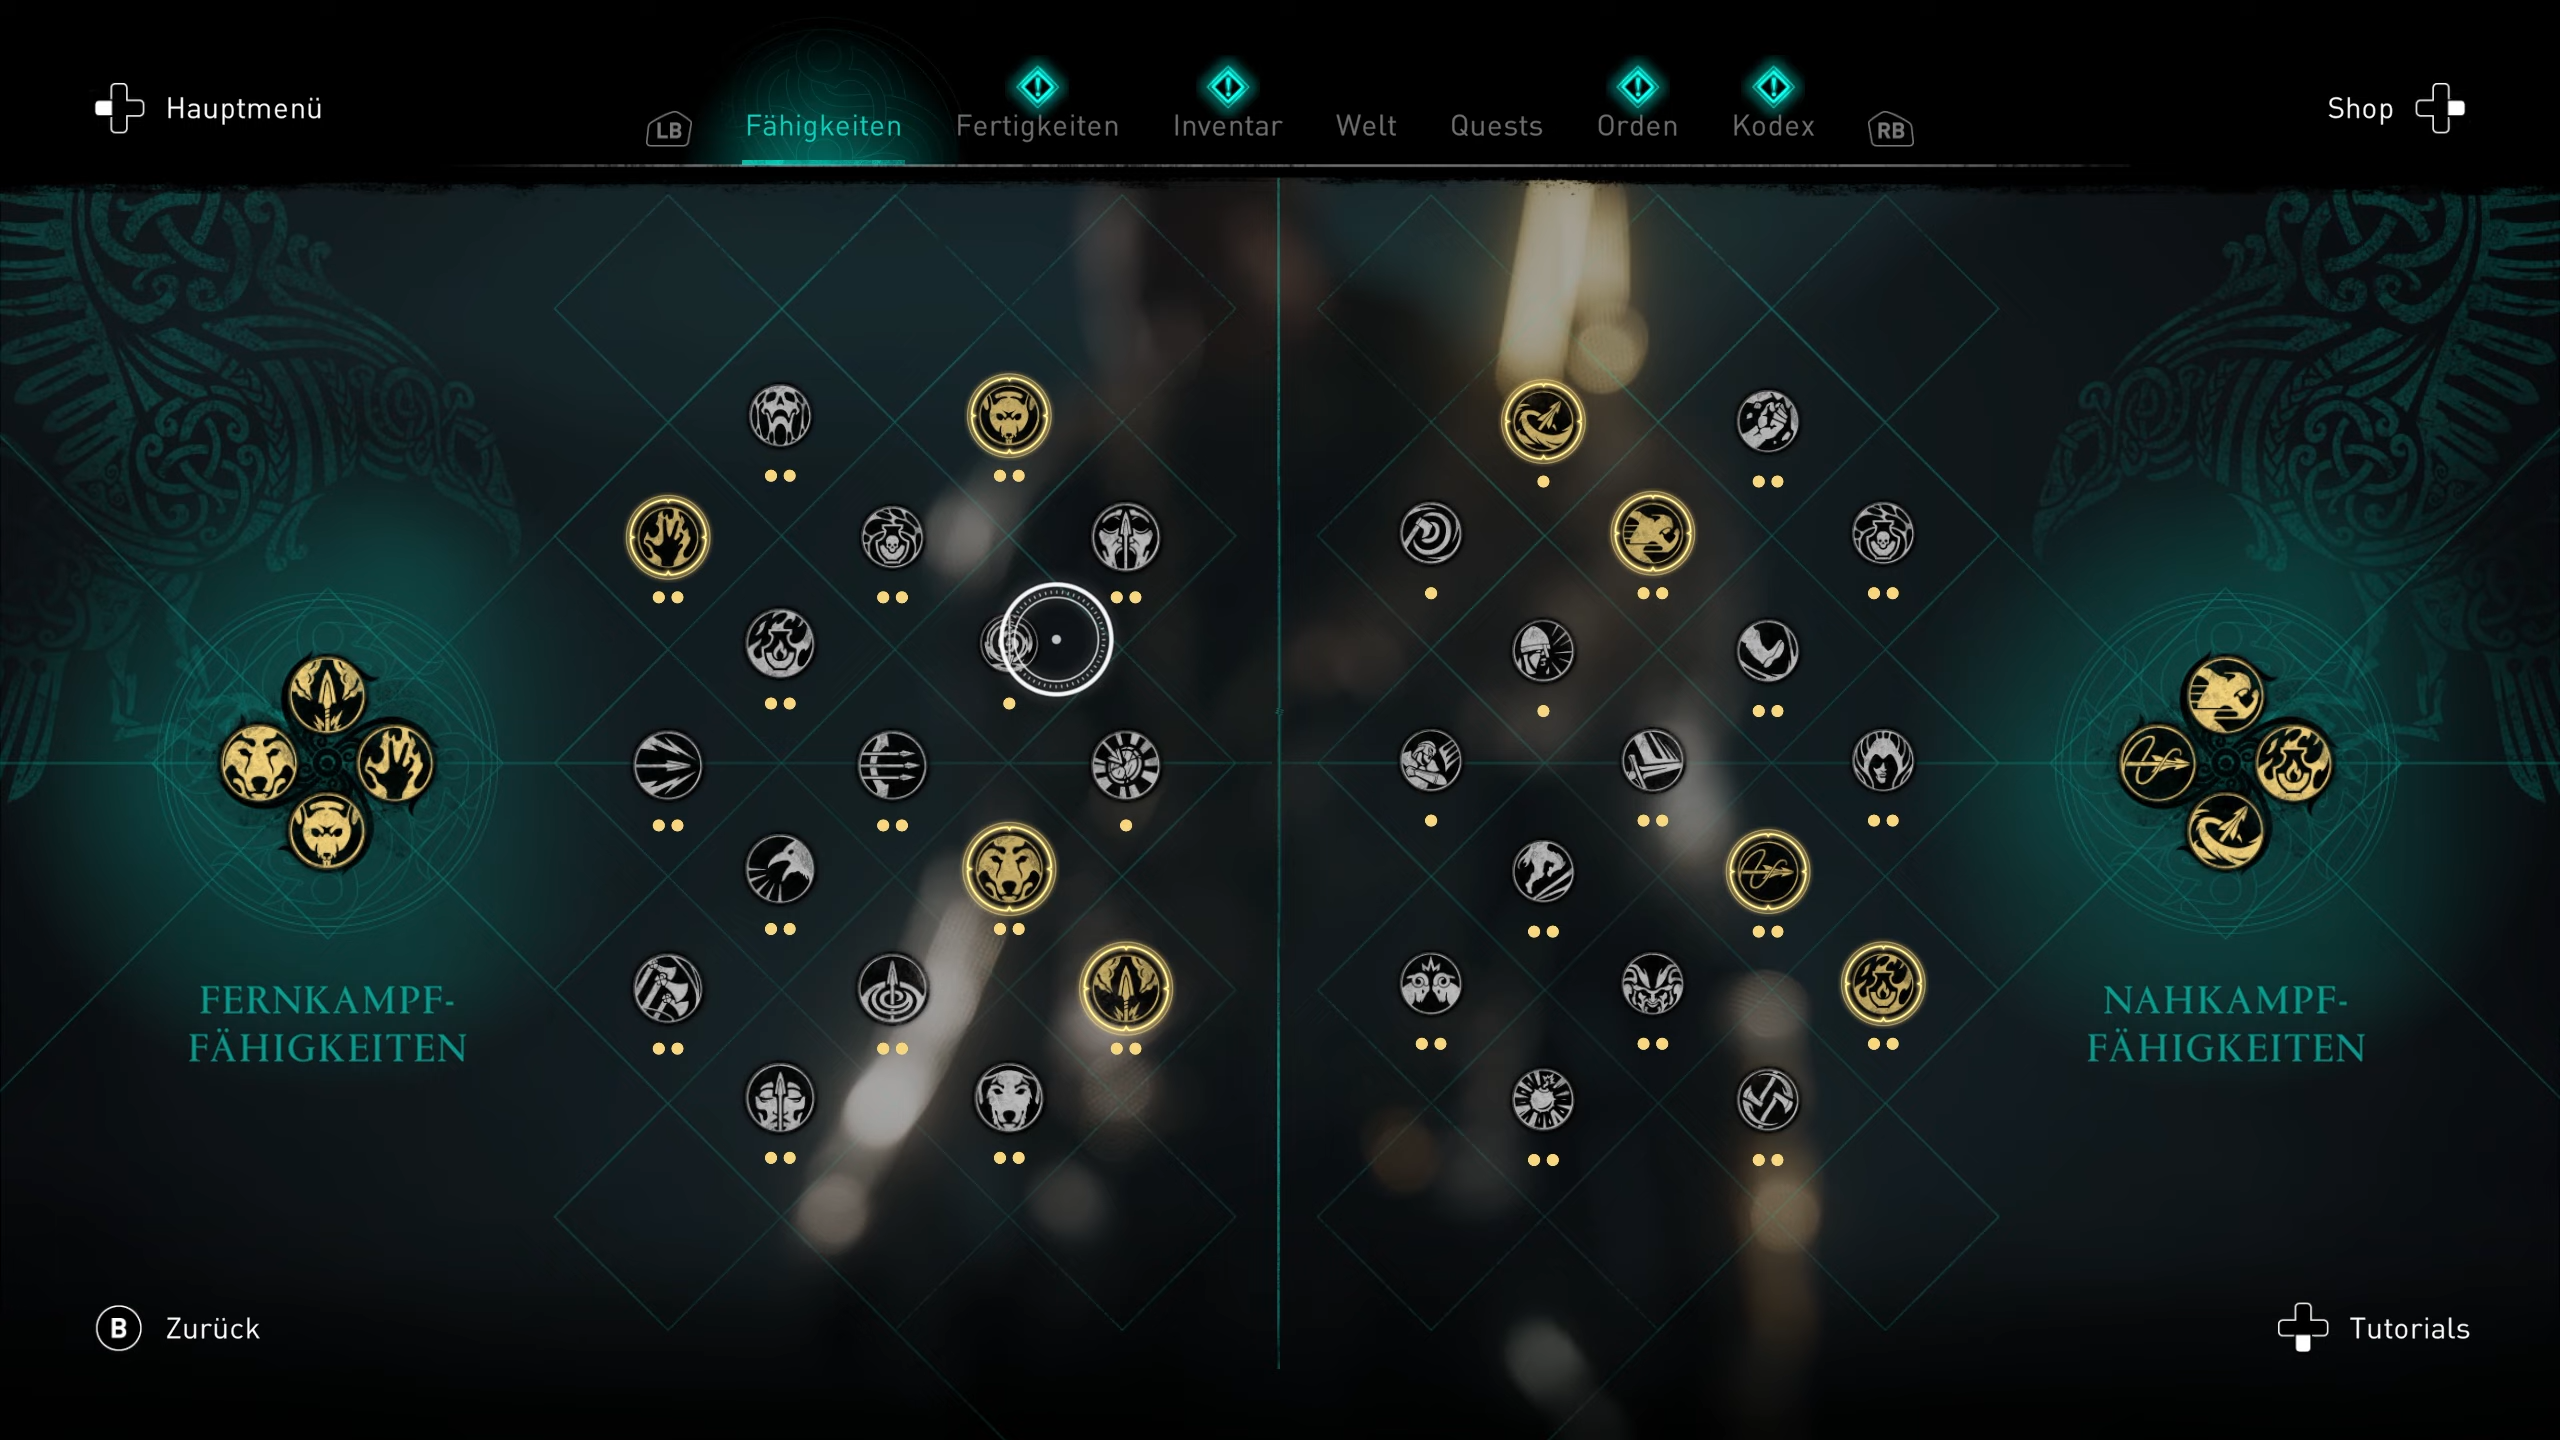 Hauptmenü
LB
Fähigkeiten
Fertigkeiten
Inventar
Welt
Quests
Orden
Kodex
RB
Shop
FERNKAMPF-
FÄHIGKEITEN
NAHKAMPF-
FÄHIGKEITEN
B Zurück
Tutorials